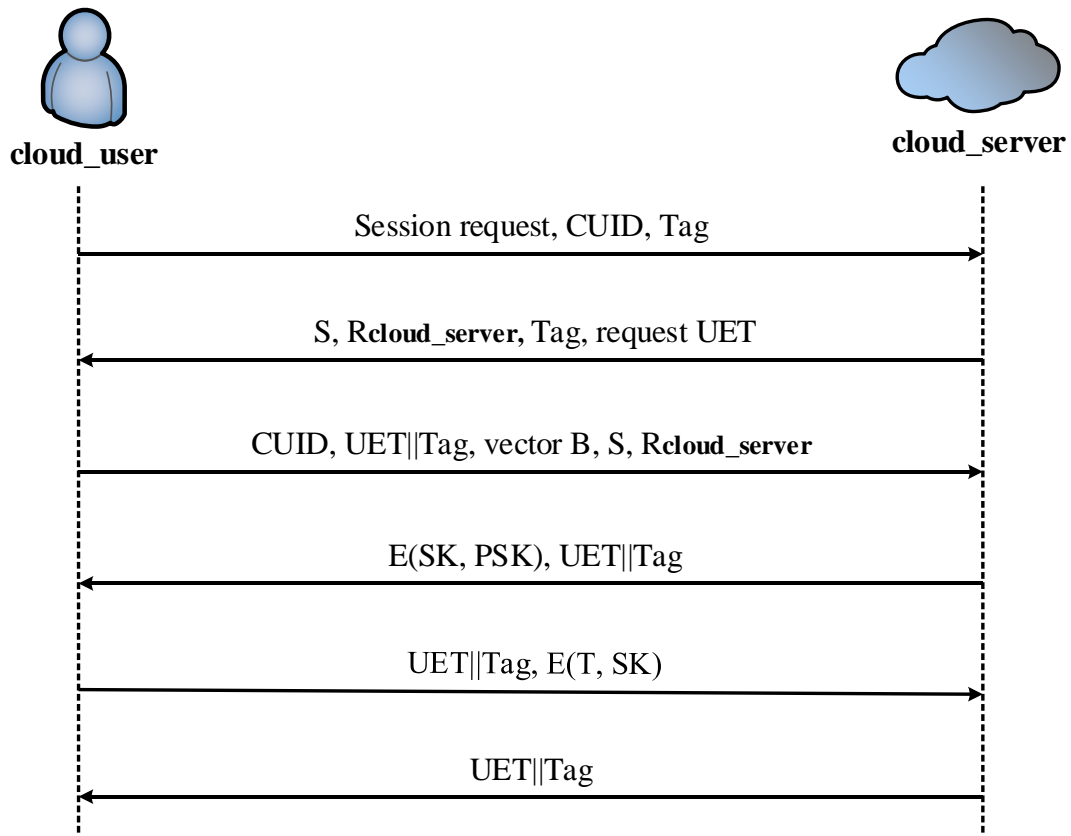 cloud_user
cloud_server
Session request, CUID, Tag
S, Rcloud_server, Tag, request UET
CUID, UET||Tag, vector B, S, Rcloud_server
E(SK, PSK), UET||Tag
UET||Tag, E(T, SK)
UET||Tag